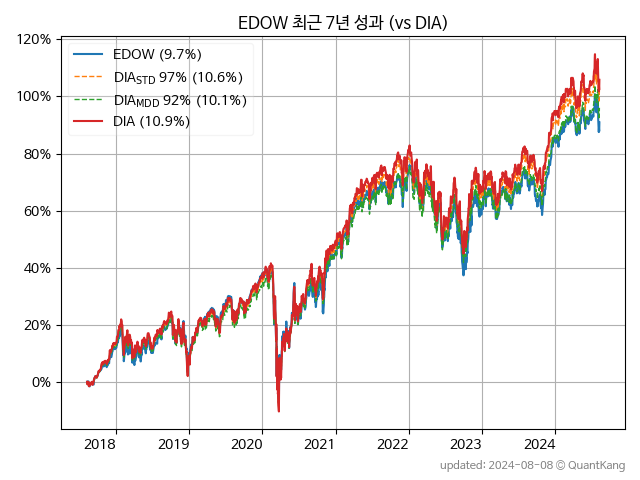 EDOW 최근 7년 성과 (vs DIA)
120%
100%
80%
60%
40%
20%
0%
EDOW (9.7%)
DIA_STD 97% (10.6%)
DIA_MDD 92% (10.1%)
DIA (10.9%)
2018 2019 2020 2021 2022 2023 2024
updated: 2024-08-08 © QuantKang